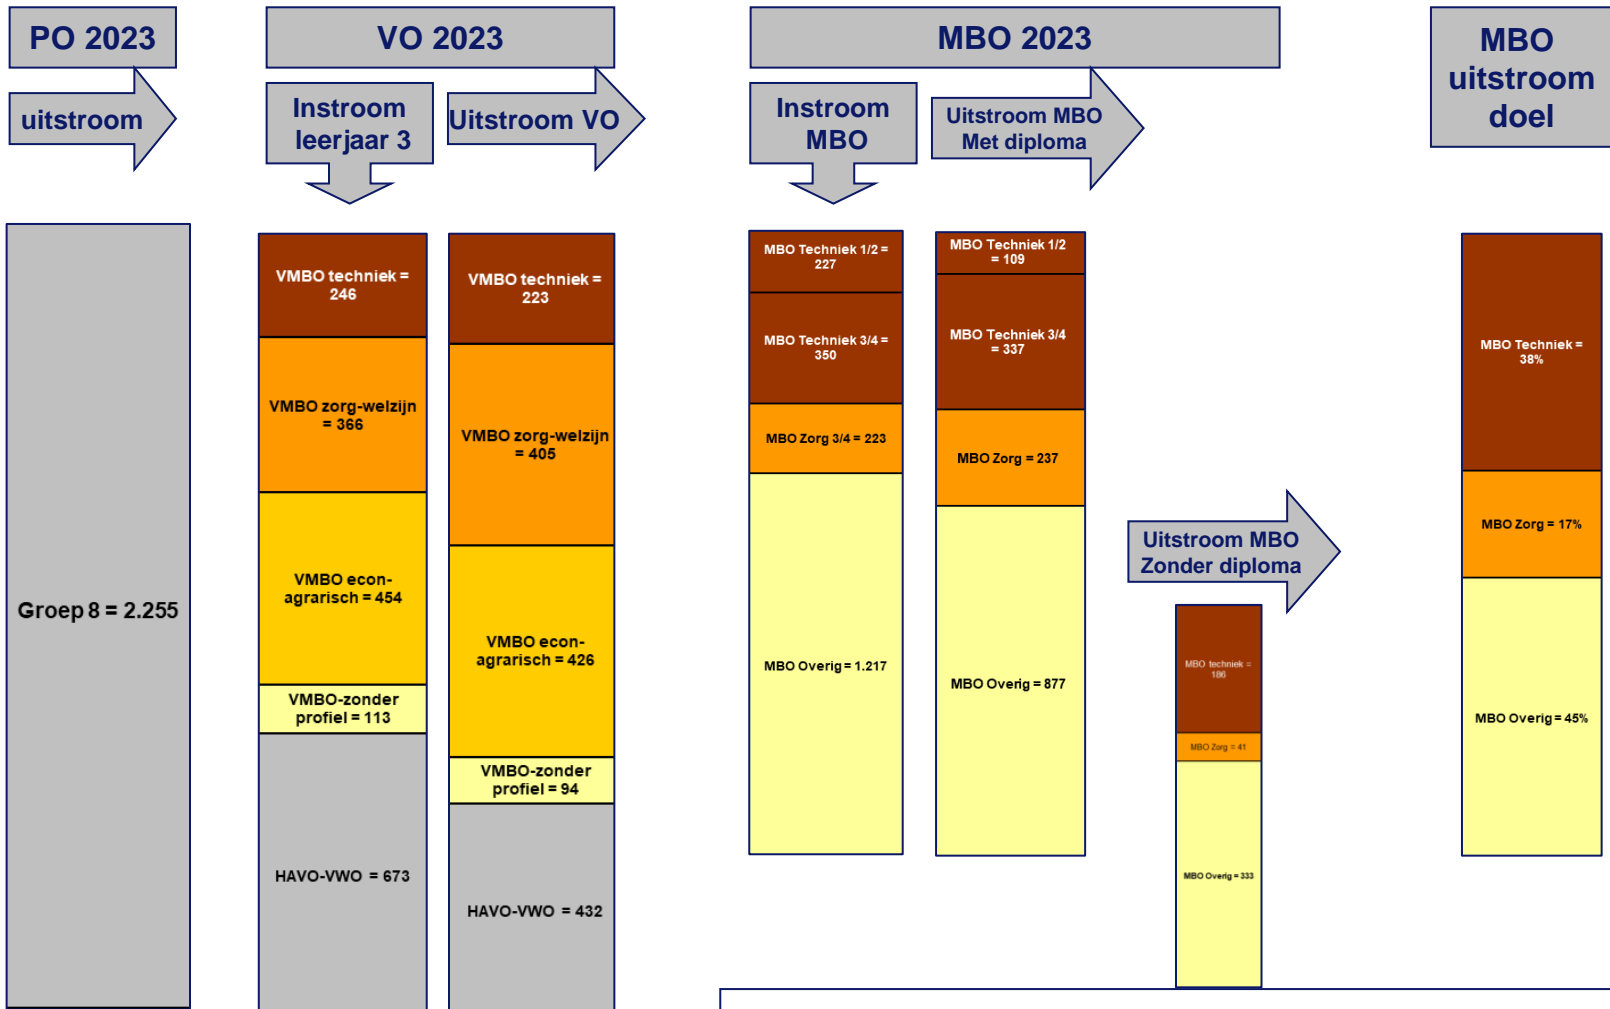 PO 2023
uitstroom
Groep 8 = 2.255
VO 2023
Instroom
leerjaar 3
Uitstroom VO
VMBO techniek =
246
VMBO zorg-welzijn
= 366
VMBO econ-
agrarisch = 454
VMBO-zonder
profiel = 113
HAVO-VWO = 673
VMBO techniek =
223
VMBO zorg-welzijn
= 405
VMBO econ-
agrarisch = 426
VMBO-zonder
profiel = 94
HAVO-VWO = 432
MBO 2023
Instroom
MBO
Uitstroom MBO
Met diploma
MBO Techniek 1/2 =
227
MBO Techniek 3/4 =
350
MBO Zorg 3/4 = 223
MBO Overig = 1.217
MBO Techniek 1/2
= 109
MBO Techniek 3/4
= 337
MBO Zorg = 237
MBO Overig = 877
Uitstroom MBO
Zonder diploma
MBO techniek =
186
MBO Zorg = 41
MBO Overig = 333
MBO
uitstroom
doel
MBO Techniek =
38%
MBO Zorg = 17%
MBO Overig = 45%